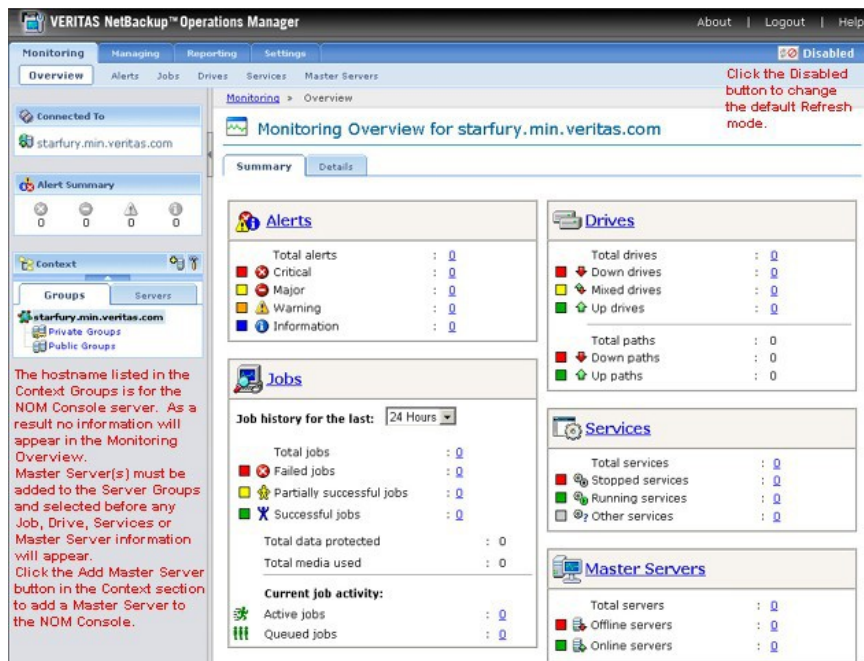 VERITAS NetBackup™ Operations Manager
About | Logout | Help
Monitoring Managing Reporting Settings
Disabled
Overview Alerts Jobs Drives Services Master Servers
Click the Disabled
button to change
the default Refresh
mode.
Monitoring » Overview
Connected To
starfury.min.veritas.com
Alert Summary
0 0 0 0
Context
Groups Servers
starfury.min.veritas.com
Private Groups
Public Groups
The hostname listed in the
Context Groups is for the
NOM Console server. As a
result no information will
appear in the Monitoring
Overview.
Master Server(s) must be
added to the Server Groups
and selected before any
Job, Drive, Services or
Master Server information
will appear.
Click the Add Master Server
button in the Context section
to add a Master Server to
the NOM Console.
Monitoring Overview for starfury.min.veritas.com
Summary Details
Alerts
Total alerts : 0
Critical : 0
Major : 0
Warning : 0
Information : 0
Jobs
Job history for the last: 24 Hours
Total jobs : 0
Failed jobs : 0
Partially successful jobs : 0
Successful jobs : 0
Total data protected : 0
Total media used : 0
Current job activity:
Active jobs : 0
Queued jobs : 0
Drives
Total drives : 0
Down drives : 0
Mixed drives : 0
Up drives : 0
Total paths : 0
Down paths : 0
Up paths : 0
Services
Total services : 0
Stopped services : 0
Running services : 0
Other services : 0
Master Servers
Total servers : 0
Offline servers : 0
Online servers : 0